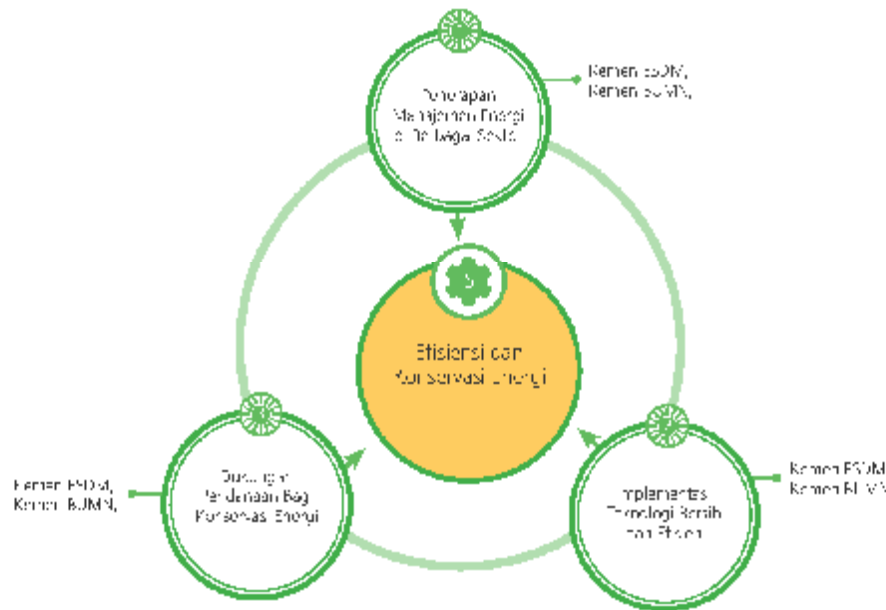 Kemen ESDM,
Kemen BUMN,
Penerapan
Manajemen Energi
di Berbagai Sektor
Efisiensi dan
Konservasi Energi
Kemen ESDM,
Kemen BUMN,
Dukungan
Pendanaan Bagi
Konservasi Energi
Kemen ESDM
Kemen BUMN
Implementasi
Teknologi Bersih
dan Efisien